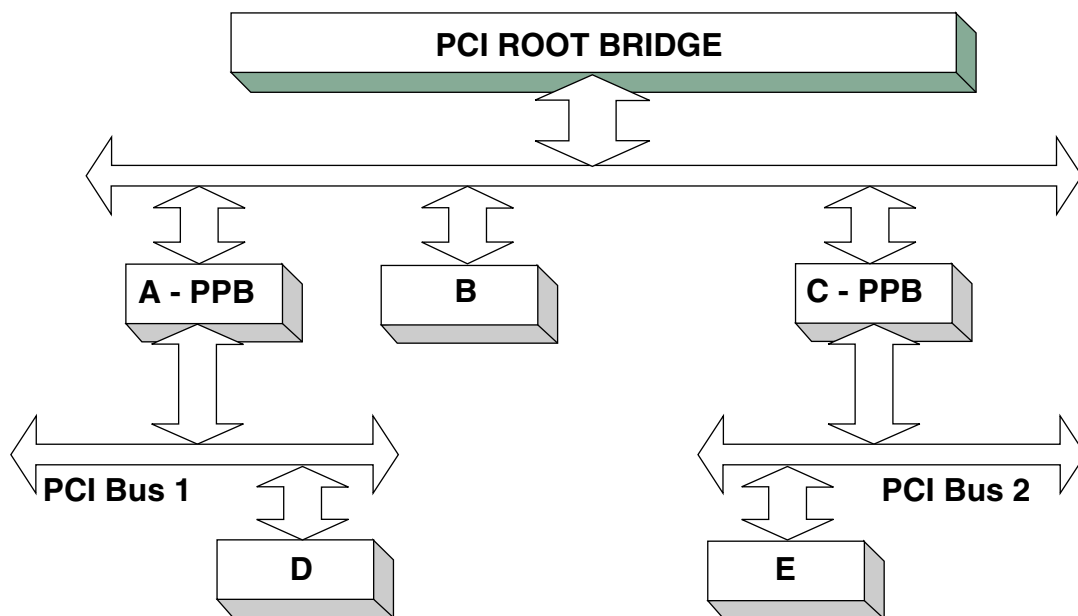 PCI ROOT BRIDGE
A - PPB
B
C - PPB
PCI Bus 1
PCI Bus 2
D
E